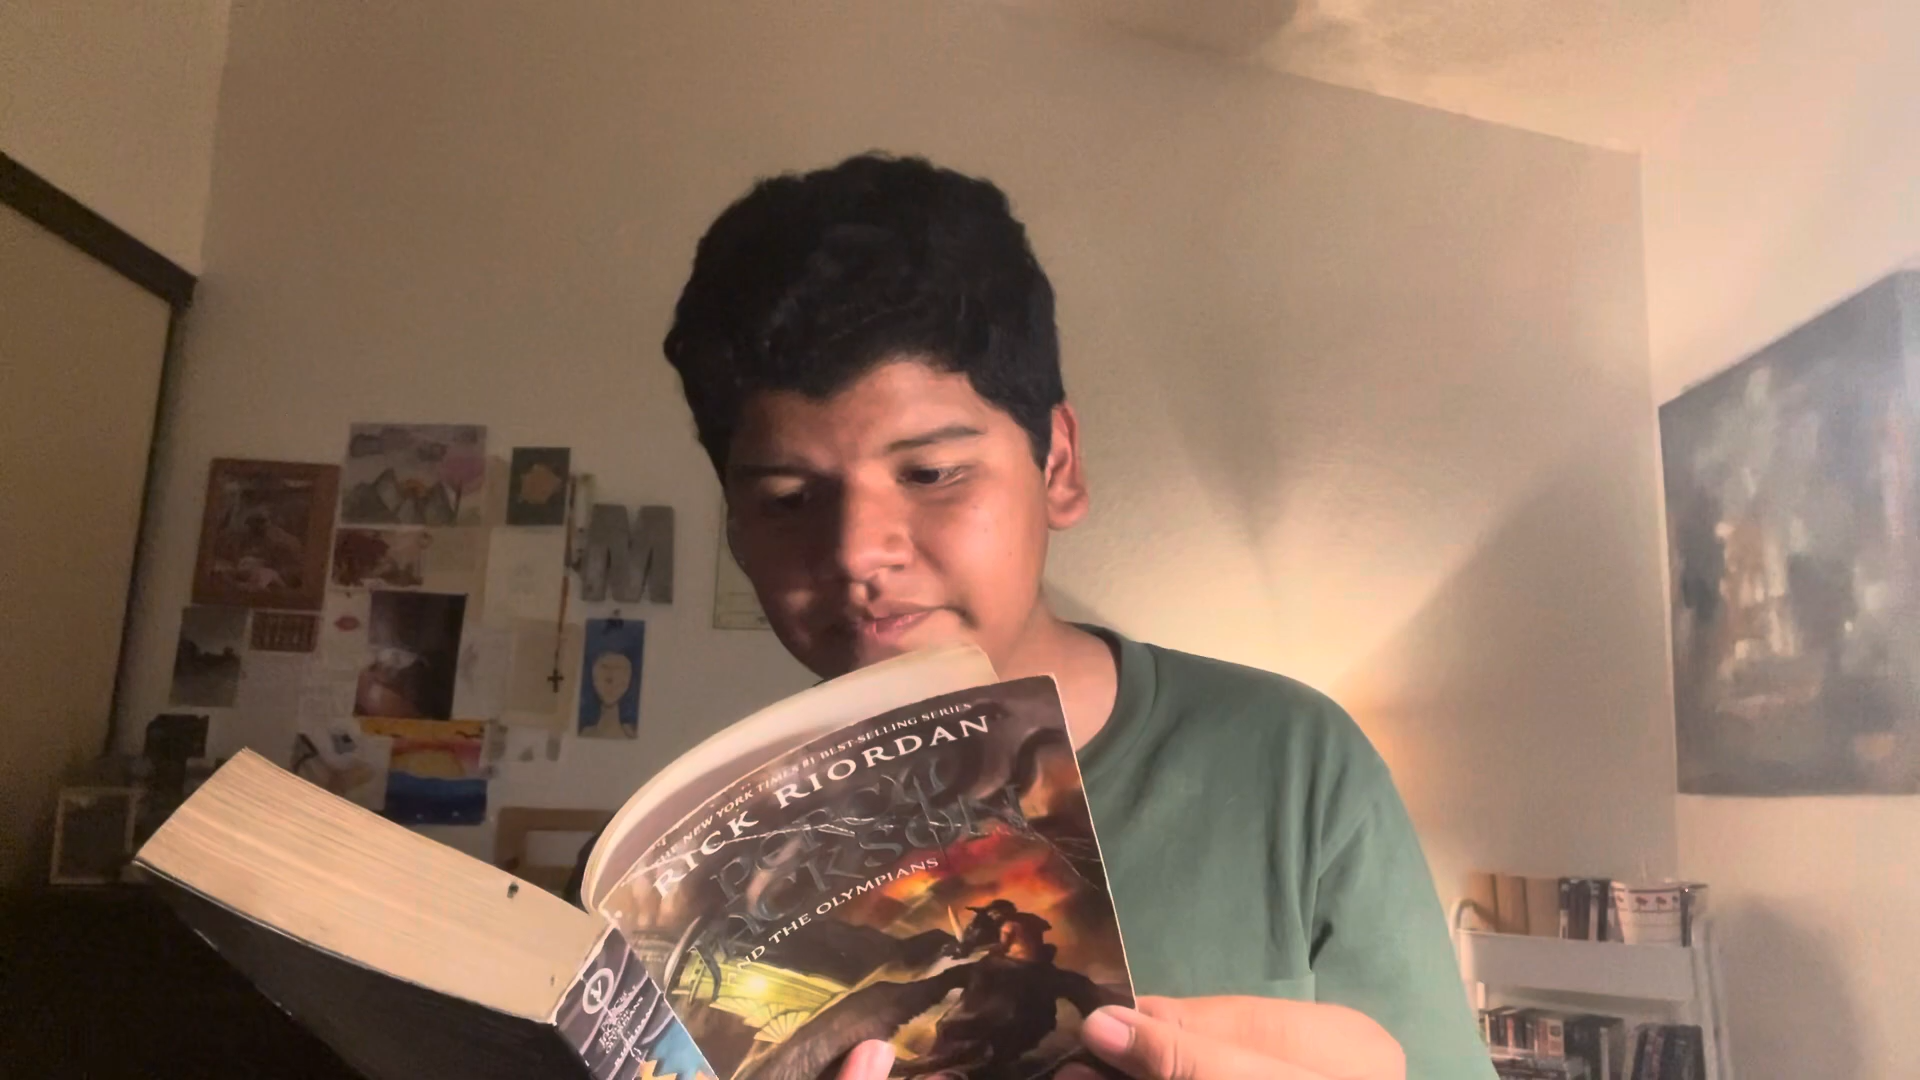 M
THE NEW YORK TIMES #1 BEST-SELLING SERIES
RICK RIORDAN
PERCY
JACKSON
AND THE OLYMPIANS